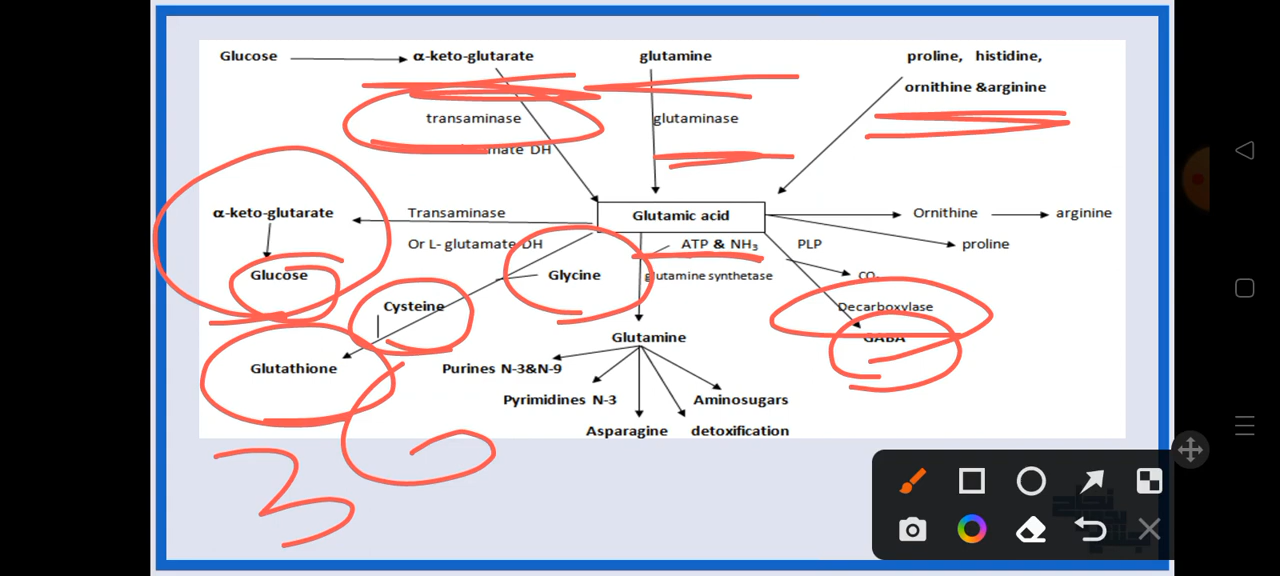 Glucose α-keto-glutarate glutamine proline, histidine,
ornithine &arginine
transaminase glutaminase
mate DH
α-keto-glutarate Transaminase Glutamic acid Ornithine arginine
Or L- glutamate DH ATP & NH₃ PLP proline
Glucose Glycine glutamine synthetase CO₂
Cysteine Decarboxylase
Glutamine GABA
Glutathione Purines N-3&N-9
Pyrimidines N-3 Aminosugars
Asparagine detoxification
3